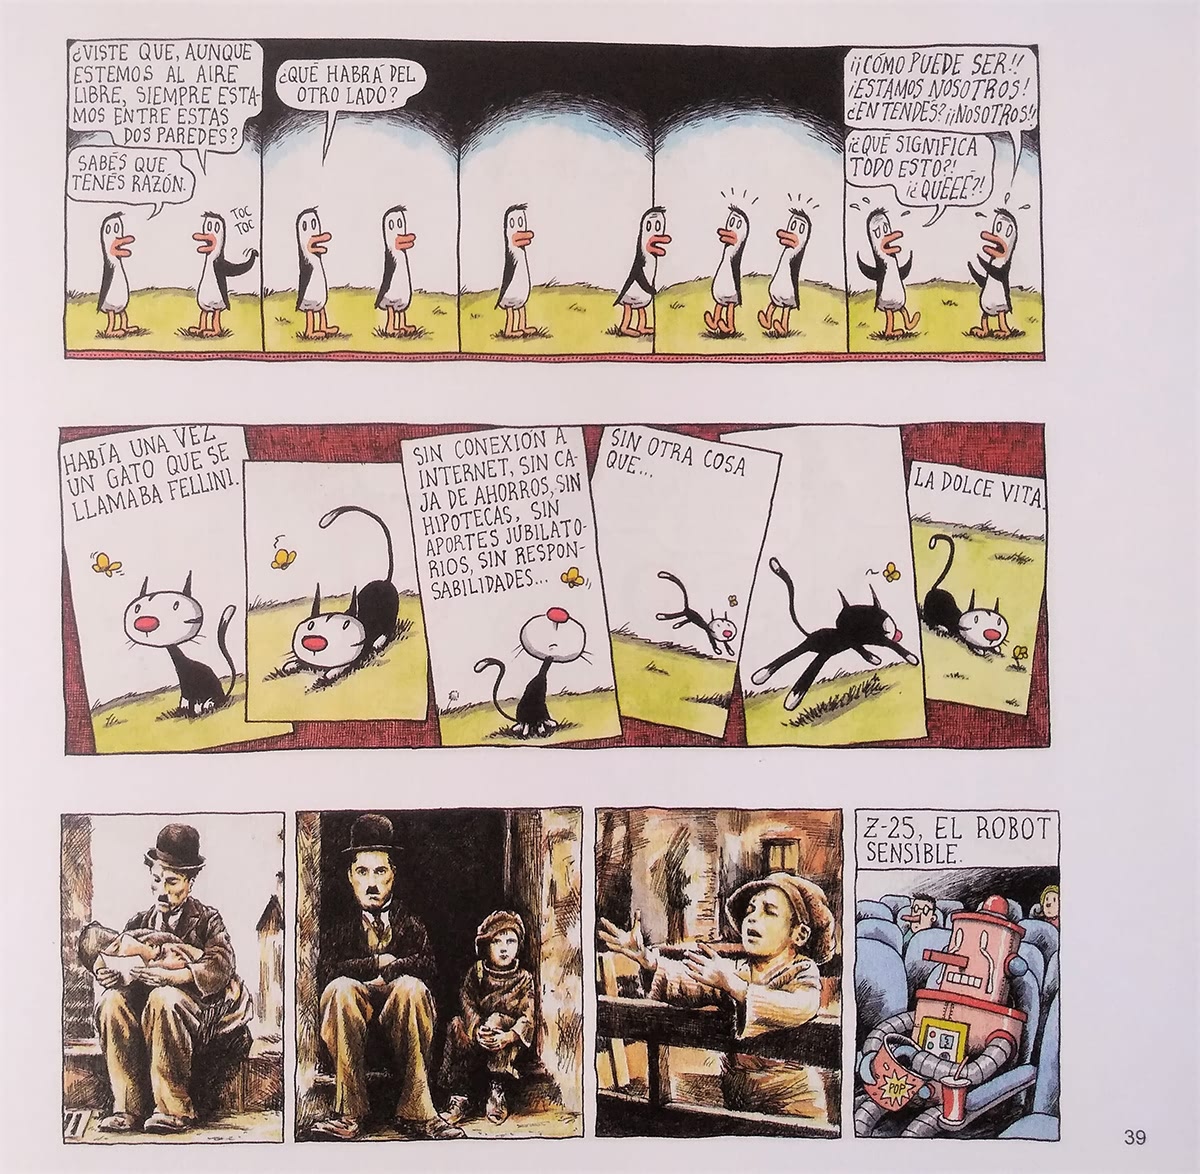 ¿VISTE QUE, AUNQUE
ESTEMOS AL AIRE
LIBRE, SIEMPRE ESTA-
MOS ENTRE ESTAS
DOS PAREDES?
SABÉS QUE
TENÉS RAZÓN.
TOC
TOC
¿QUÉ HABRÁ DEL
OTRO LADO?
¡¡CÓMO PUEDE SER!!
¡ESTAMOS NOSOTROS!
¿ENTENDÉS? ¡¡NOSOTROS!!
¡¿QUÉ SIGNIFICA
TODO ESTO?!
¡¿QUÉÉÉ?!
HABÍA UNA VEZ
UN GATO QUE SE
LLAMABA FELLINI.
SIN CONEXIÓN A
INTERNET, SIN CA-
JA DE AHORROS, SIN
HIPOTECAS, SIN
APORTES JUBILATO-
RIOS, SIN RESPON-
SABILIDADES...
SIN OTRA COSA
QUE...
LA DOLCE VITA.
Z-25, EL ROBOT
SENSIBLE.
POP
39